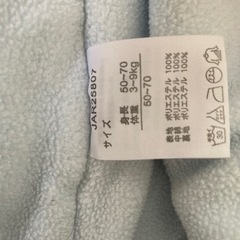 JAR25807
サイズ
身長 50-70
体重 3-9kg
50-70
表地 ポリエステル 100%
中綿 ポリエステル 100%
裏地 ポリエステル 100%
30